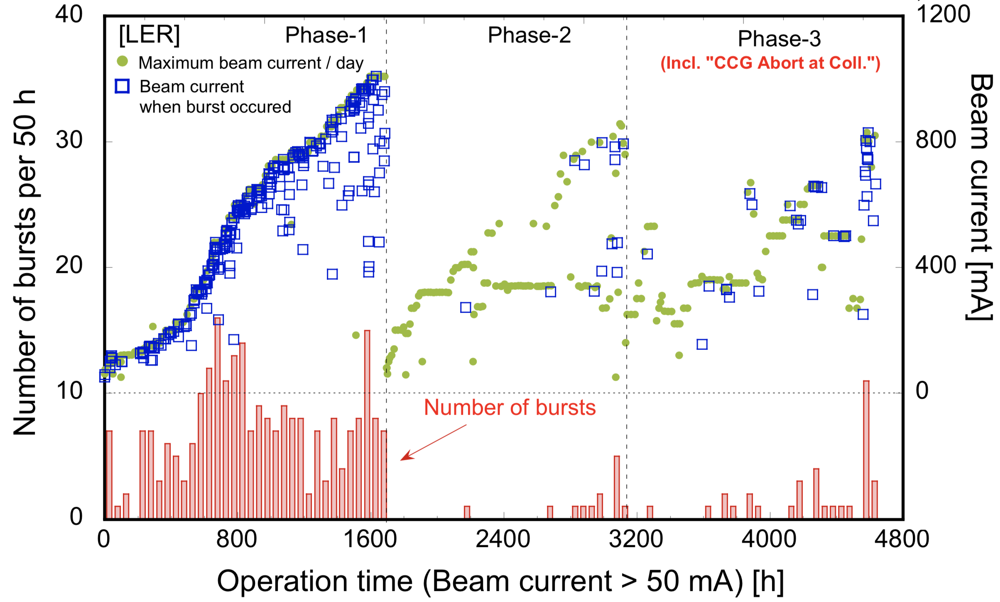 40
1200
[LER]
Phase-1
Phase-2
Phase-3
(Incl. "CCG Abort at Coll.")
Maximum beam current / day
Beam current
when burst occured
Number of bursts per 50 h
Beam current [mA]
30
800
20
400
10
0
Number of bursts
0
0
800
1600
2400
3200
4000
4800
Operation time (Beam current > 50 mA) [h]